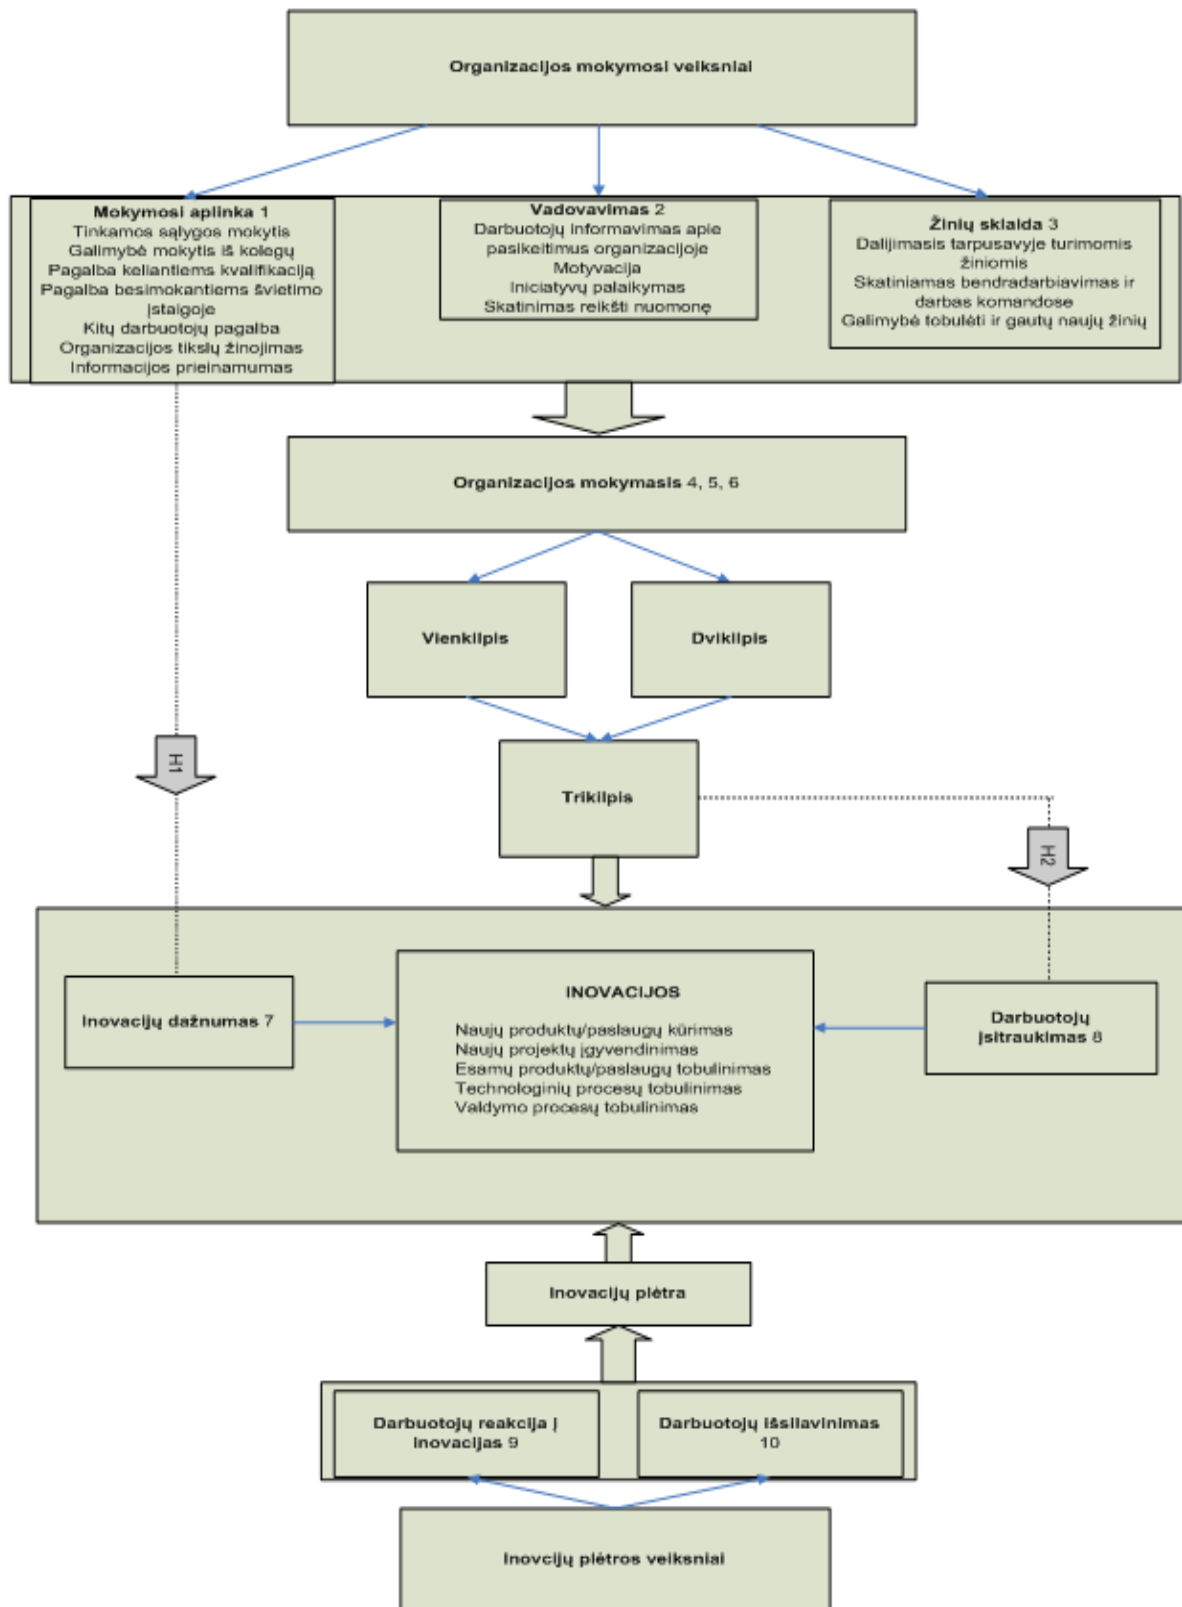 Organizacijos mokymosi veiksniai
Mokymosi aplinka 1
Tinkamos sąlygos mokytis
Galimybė mokytis iš kolegų
Pagalba keliantiems kvalifikaciją
Pagalba besimokantiems švietimo
įstaigoje
Kitų darbuotojų pagalba
Organizacijos tikslų žinojimas
Informacijos prieinamumas
Vadovavimas 2
Darbuotojų informavimas apie
pasikeitimus organizacijoje
Motyvacija
Iniciatyvų palaikymas
Skatinimas reikšti nuomonę
Žinių sklaida 3
Dalijimasis tarpusavyje turimomis
žiniomis
Skatiniamas bendradarbiavimas ir
darbas komandose
Galimybė tobulėti ir gautų naujų žinių
Organizacijos mokymasis 4, 5, 6
Vienkilpis
Dvikilpis
H1
Trikilpis
H2
Inovacijų dažnumas 7
INOVACIJOS
Naujų produktų/paslaugų kūrimas
Naujų projektų įgyvendinimas
Esamų produktų/paslaugų tobulinimas
Technologinių procesų tobulinimas
Valdymo procesų tobulinimas
Darbuotojų
įsitraukimas 8
Inovacijų plėtra
Darbuotojų reakcija į
inovacijas 9
Darbuotojų išsilavinimas
10
Inovcijų plėtros veiksniai